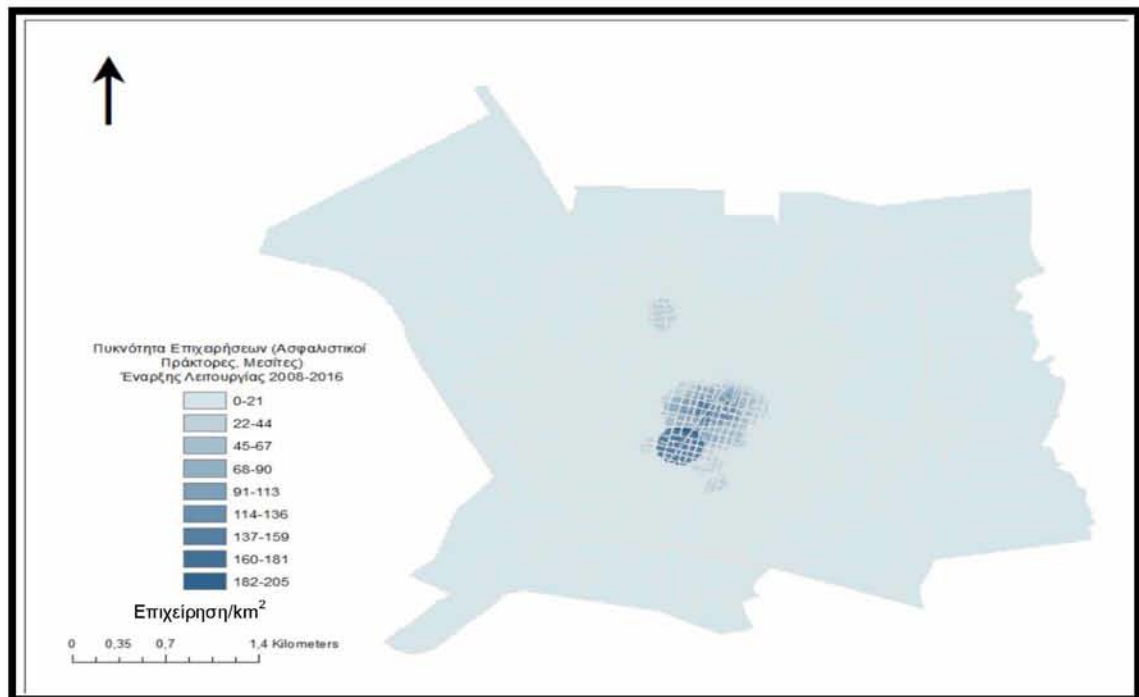 Πυκνότητα Επιχειρήσεων (Ασφαλιστικοί
Πράκτορες, Μεσίτες)
Έναρξης Λειτουργίας 2008-2016
0-21
22-44
45-67
68-90
91-113
114-136
137-159
160-181
182-205
Επιχείρηση/km²
0 0,35 0,7 1,4 Kilometers